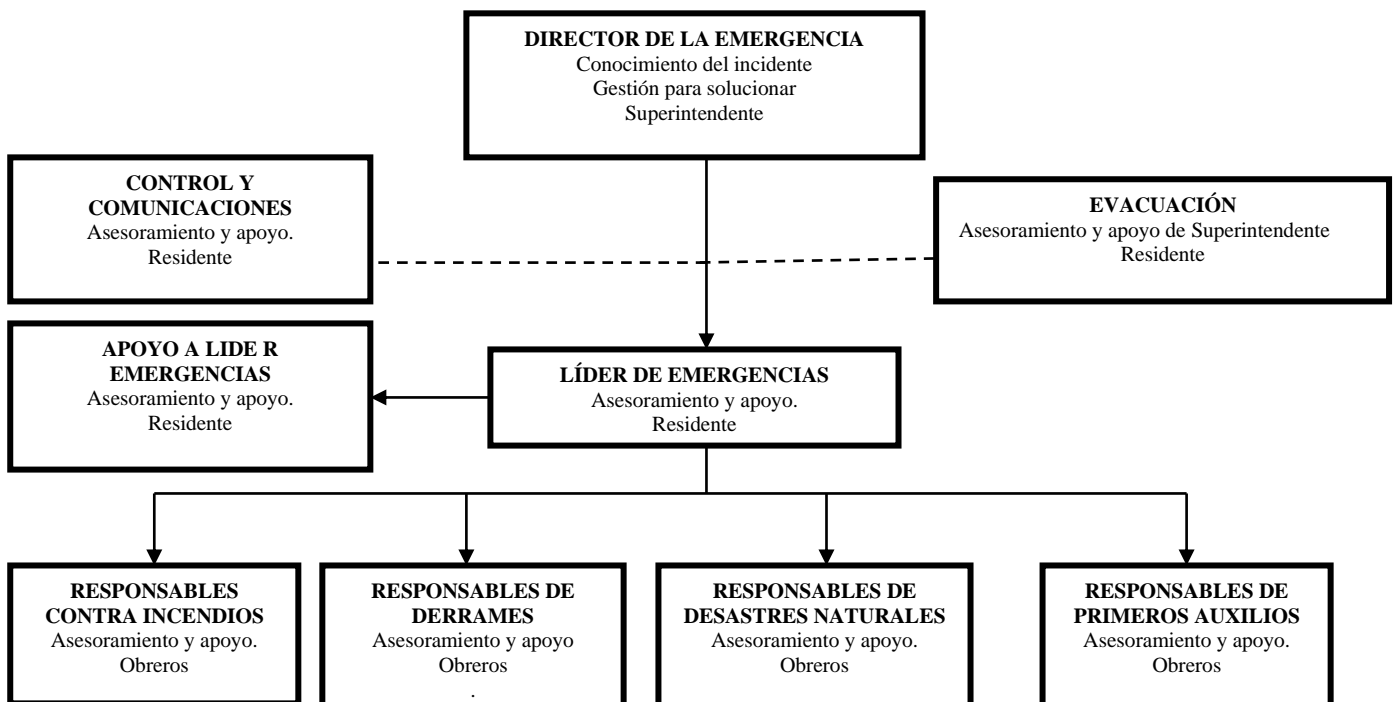 DIRECTOR DE LA EMERGENCIA
Conocimiento del incidente
Gestión para solucionar
Superintendente
CONTROL Y
COMUNICACIONES
Asesoramiento y apoyo.
Residente
EVACUACIÓN
Asesoramiento y apoyo de Superintendente
Residente
APOYO A LIDE R
EMERGENCIAS
Asesoramiento y apoyo.
Residente
LÍDER DE EMERGENCIAS
Asesoramiento y apoyo.
Residente
RESPONSABLES
CONTRA INCENDIOS
Asesoramiento y apoyo.
Obreros
RESPONSABLES DE
DERRAMES
Asesoramiento y apoyo
Obreros
.
RESPONSABLES DE
DESASTRES NATURALES
Asesoramiento y apoyo.
Obreros
RESPONSABLES DE
PRIMEROS AUXILIOS
Asesoramiento y apoyo.
Obreros